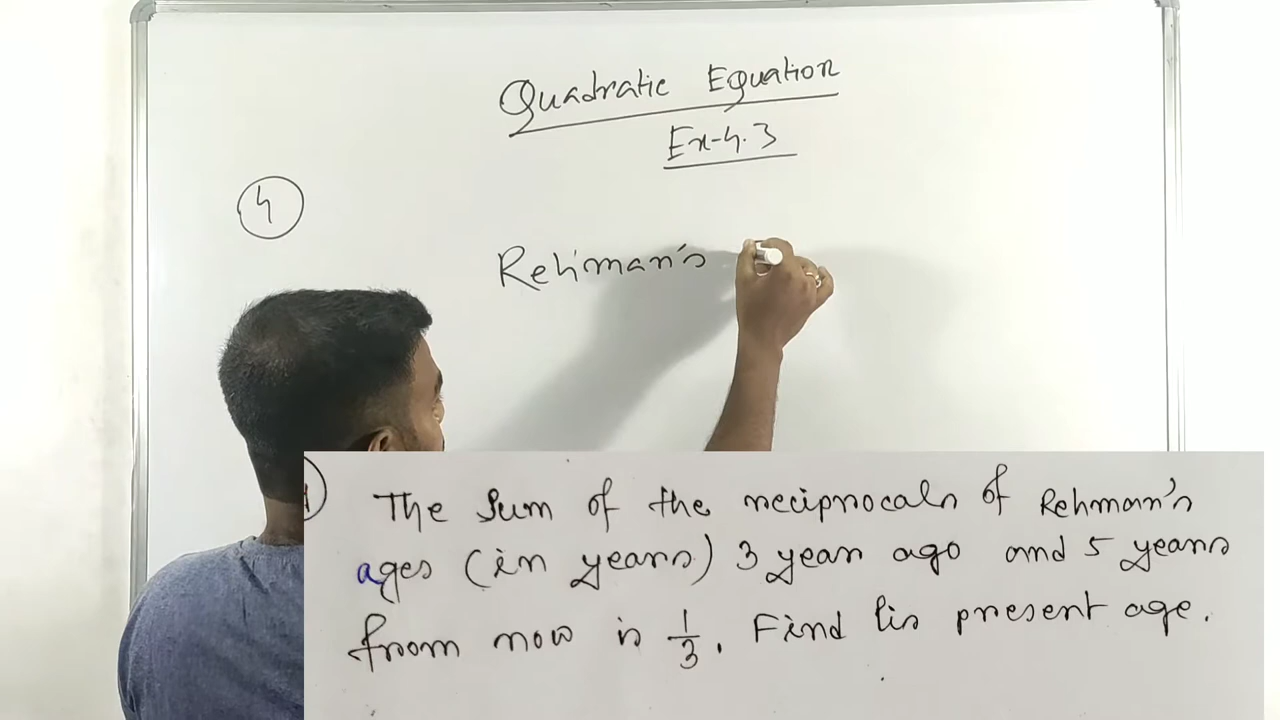 Quadratic Equation
Ex-4.3
4
Rehman's
The sum of the reciprocals of Rehman's
ages (in years) 3 year ago and 5 years
from now is 1/3. Find his present age.